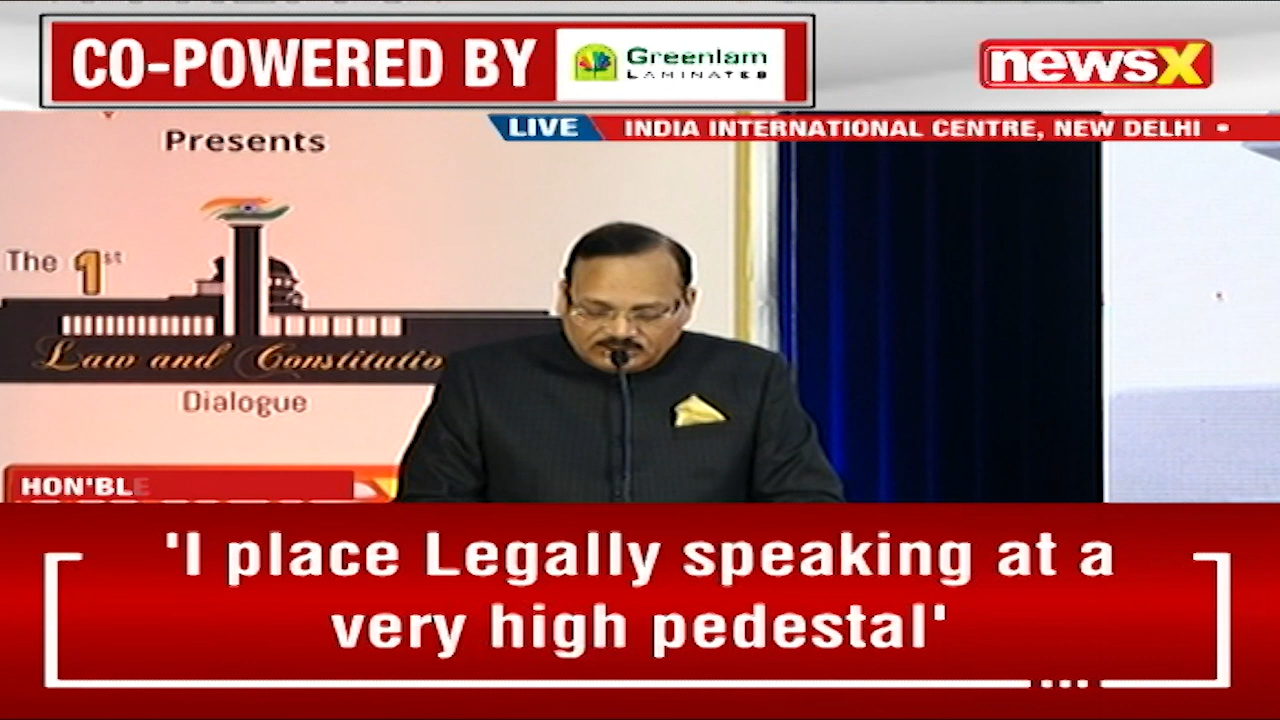 CO-POWERED BY
Greenlam
LAMINATES
newsX
LIVE
INDIA INTERNATIONAL CENTRE, NEW DELHI
Presents
The 1st
Law and Constitutio
Dialogue
HON'BLE
'I place Legally speaking at a
very high pedestal'